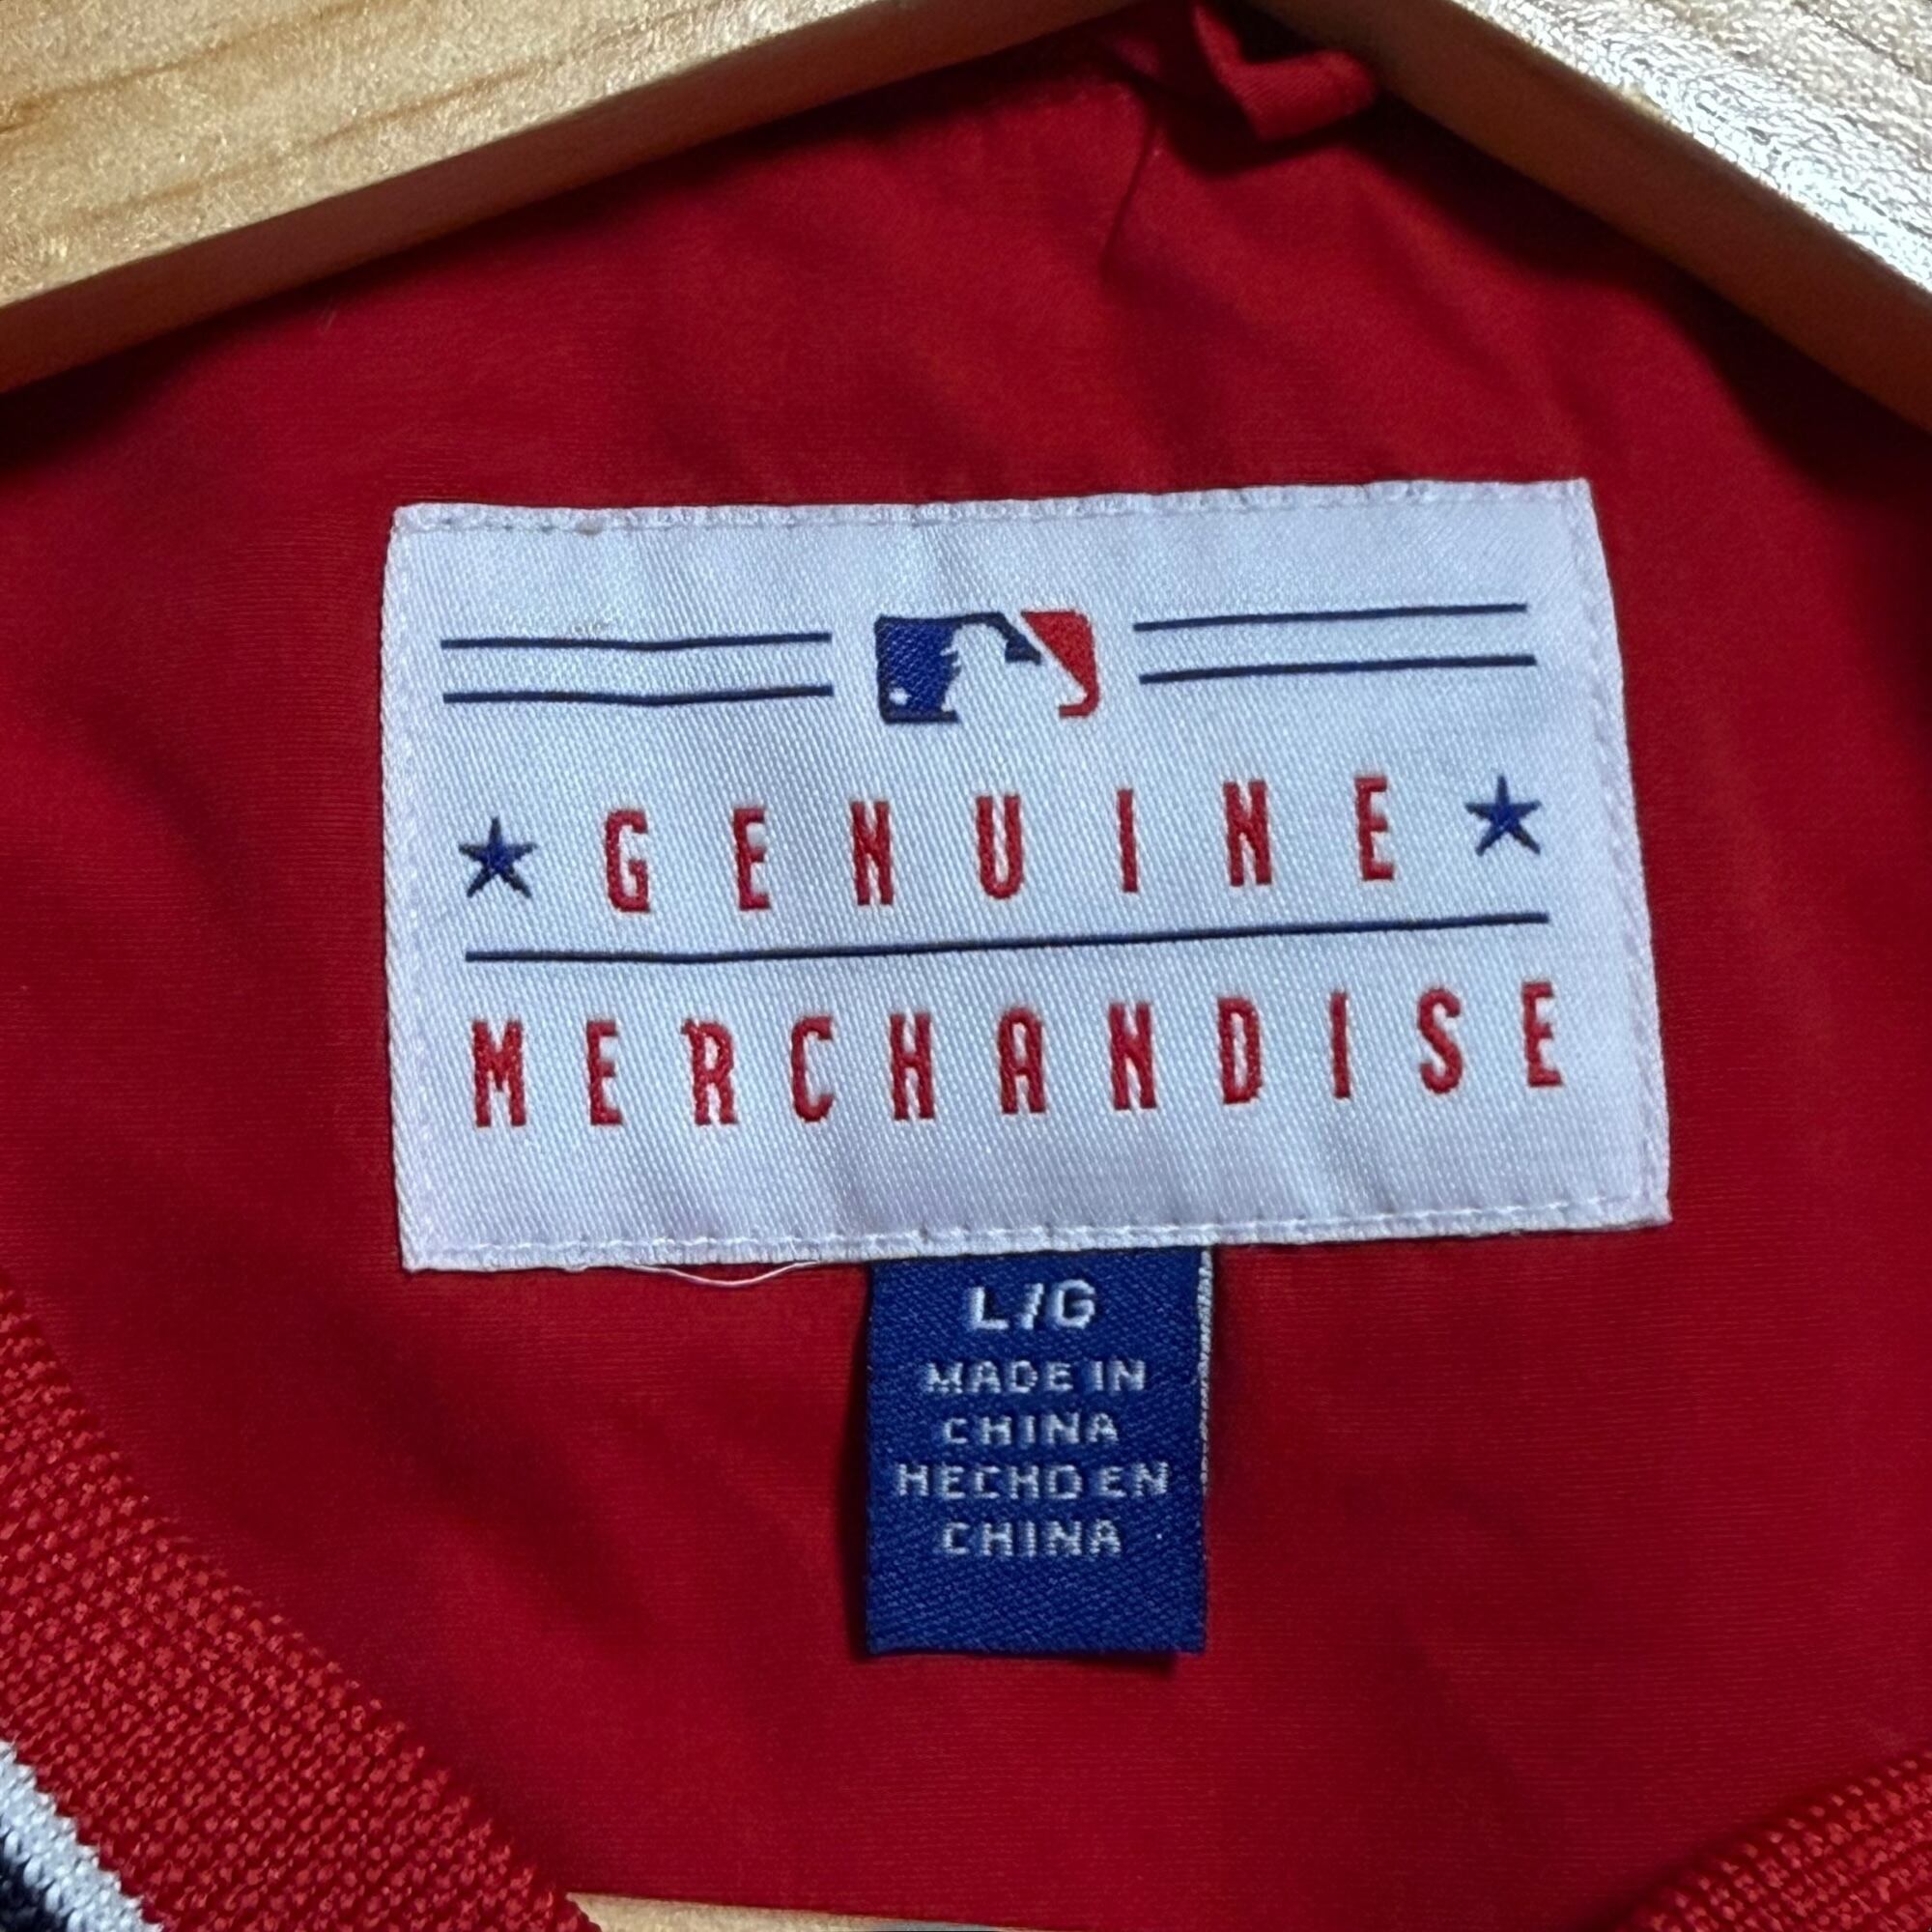 GENUINE
MERCHANDISE
L/G
MADE IN
CHINA
HECHO EN
CHINA